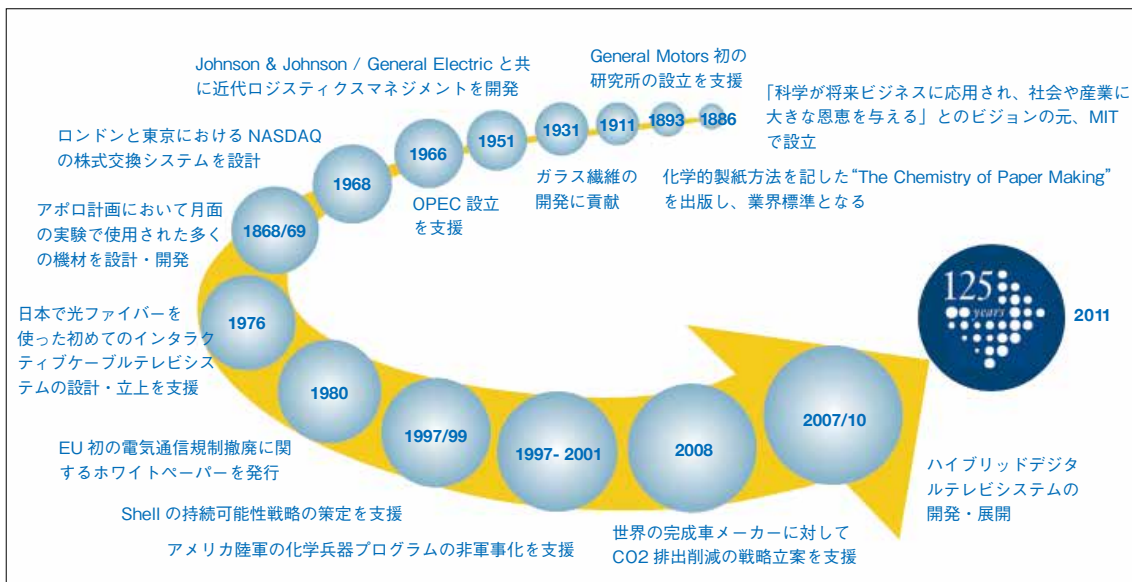 Johnson & Johnson / General Electric と共
に近代ロジスティクスマネジメントを開発
General Motors 初の
研究所の設立を支援
「科学が将来ビジネスに応用され、社会や産業に
大きな恩恵を与える」とのビジョンの元、MIT
で設立
ロンドンと東京における NASDAQ
の株式交換システムを設計
1966
1951
1931
1911
1893
1886
1968
OPEC 設立
を支援
ガラス繊維の
開発に貢献
化学的製紙方法を記した“The Chemistry of Paper Making”
を出版し、業界標準となる
アポロ計画において月面
の実験で使用された多く
の機材を設計・開発
1868/69
日本で光ファイバーを
使った初めてのインタラク
ティブケーブルテレビシス
テムの設計・立上を支援
1976
125
years
2011
1980
1997/99
1997- 2001
2008
2007/10
EU 初の電気通信規制撤廃に関
するホワイトペーパーを発行
Shell の持続可能性戦略の策定を支援
アメリカ陸軍の化学兵器プログラムの非軍事化を支援
世界の完成車メーカーに対して
CO2 排出削減の戦略立案を支援
ハイブリッドデジタ
ルテレビシステムの
開発・展開